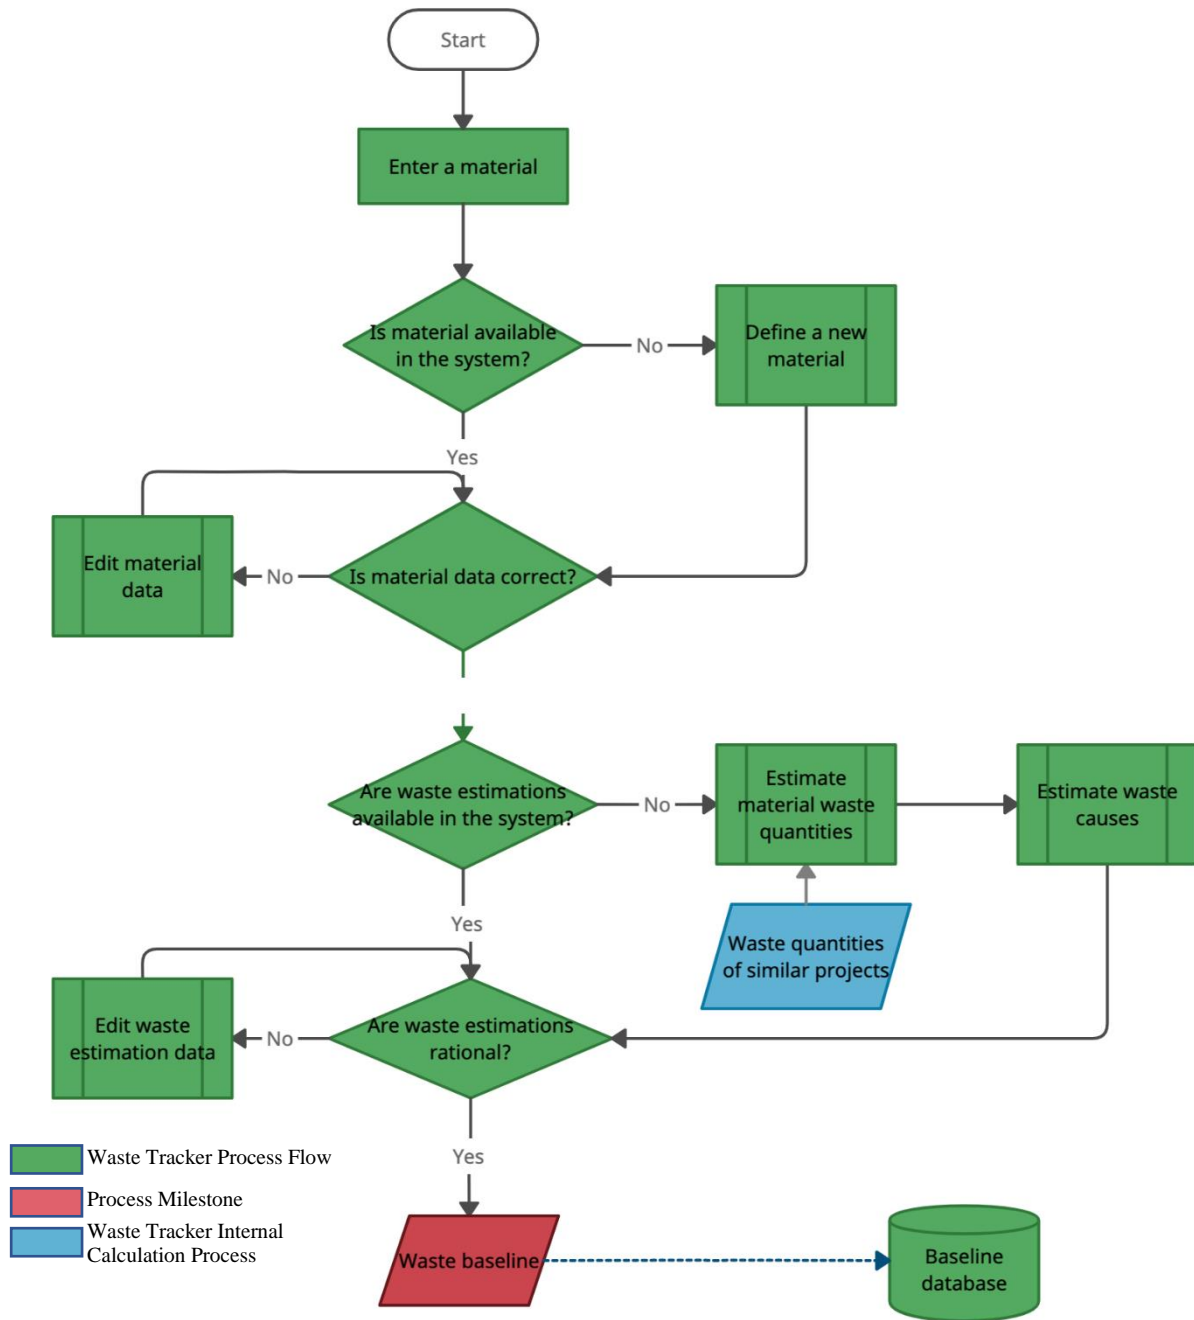 Start
Enter a material
Is material available
in the system?
No
Define a new
material
Yes
Edit material
data
No
Is material data correct?
Are waste estimations
available in the system?
No
Estimate
material waste
quantities
Estimate waste
causes
Yes
Waste quantities
of similar projects
Edit waste
estimation data
No
Are waste estimations
rational?
Yes
Waste Tracker Process Flow
Process Milestone
Waste Tracker Internal
Calculation Process
Waste baseline
Baseline
database